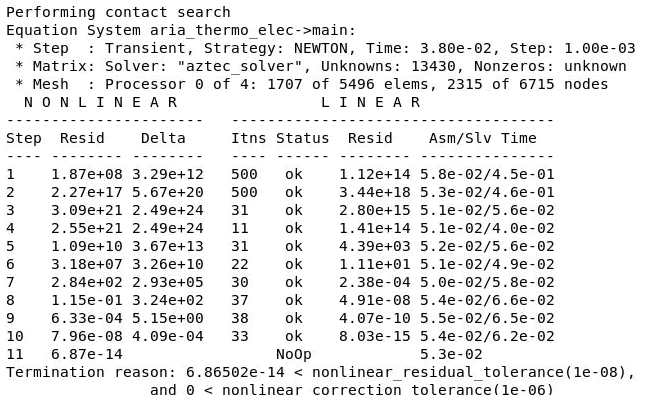 Performing contact search
Equation System aria_thermo_elec->main:
 * Step  : Transient, Strategy: NEWTON, Time: 3.80e-02, Step: 1.00e-03
 * Matrix: Solver: "aztec_solver", Unknowns: 13430, Nonzeros: unknown
 * Mesh  : Processor 0 of 4: 1707 of 5496 elems, 2315 of 6715 nodes
  N O N L I N E A R                L I N E A R
----------------------   ------------------------------------
Step  Resid    Delta     Itns Status  Resid    Asm/Slv Time
---- -------- --------   ---- ------ -------- ---------------
1    1.87e+08 3.29e+12   500   ok    1.12e+14 5.8e-02/4.5e-01
2    2.27e+17 5.67e+20   500   ok    3.44e+18 5.3e-02/4.6e-01
3    3.09e+21 2.49e+24   31    ok    2.80e+15 5.1e-02/5.6e-02
4    2.55e+21 2.49e+24   11    ok    1.41e+14 5.1e-02/4.0e-02
5    1.09e+10 3.67e+13   31    ok    4.39e+03 5.2e-02/5.6e-02
6    3.18e+07 3.26e+10   22    ok    1.11e+01 5.1e-02/4.9e-02
7    2.84e+02 2.93e+05   30    ok    2.38e-04 5.0e-02/5.8e-02
8    1.15e-01 3.24e+02   37    ok    4.91e-08 5.4e-02/6.6e-02
9    6.33e-04 5.15e+00   38    ok    4.07e-10 5.5e-02/6.5e-02
10   7.96e-08 4.09e-04   33    ok    8.03e-15 5.4e-02/6.2e-02
11   6.87e-14                 NoOp            5.3e-02
Termination reason: 6.86502e-14 < nonlinear_residual_tolerance(1e-08),
                and 0 < nonlinear_correction_tolerance(1e-06)